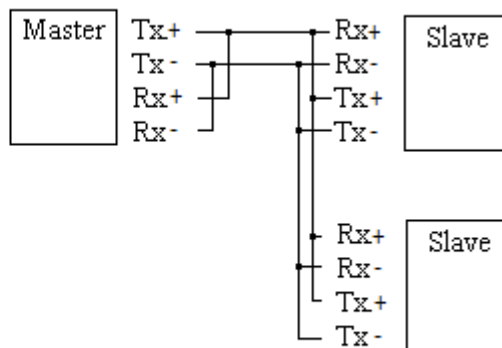 Master
Tx+
Tx-
Rx+
Rx-
Rx+
Rx-
Tx+
Tx-
Slave
Rx+
Rx-
Tx+
Tx-
Slave